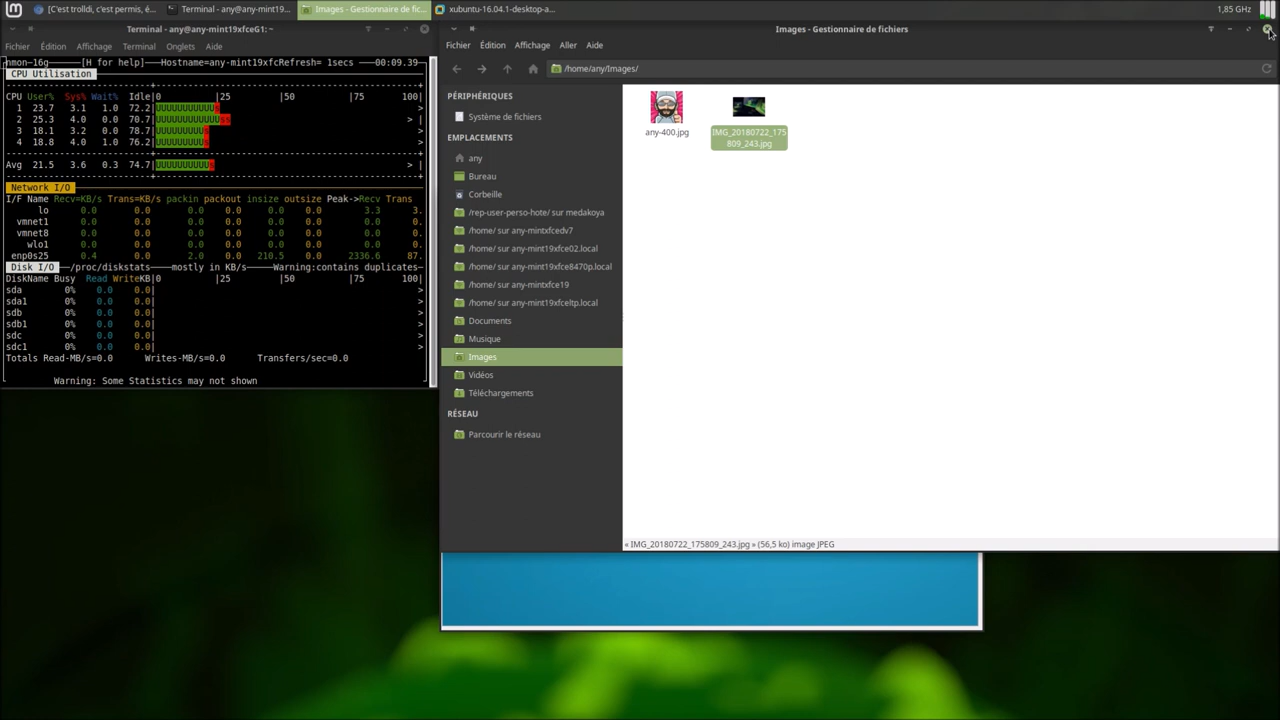 [C'est trolldi, c'est permis, é...
Terminal - any@any-mint19...
Images - Gestionnaire de fic...
xubuntu-16.04.1-desktop-a...
1,85 GHz
Terminal - any@any-mint19xfceG1: ~
Fichier Édition Affichage Terminal Onglets Aide
nmon-16g [H for help] Hostname=any-mint19xfcRefresh= 1secs 00:09.39
CPU Utilisation
CPU User% Sys% Wait% Idle|0 |25 |50 |75 100|
1 23.7 3.1 1.0 72.2|UUUUUUUUUUUs >
2 25.3 4.0 0.0 70.7|UUUUUUUUUUUUss > |
3 18.1 3.2 0.0 78.7|UUUUUUUUUs >
4 18.8 4.0 1.0 76.2|UUUUUUUUUs >
Avg 21.5 3.6 0.3 74.7|UUUUUUUUUUs > |
Network I/O
I/F Name Recv=KB/s Trans=KB/s packin packout insize outsize Peak->Recv Trans
lo 0.0 0.0 0.0 0.0 0.0 0.0 3.3 3.
vmnet1 0.0 0.0 0.0 0.0 0.0 0.0 0.0 0.
vmnet8 0.0 0.0 0.0 0.0 0.0 0.0 0.0 0.
wlo1 0.0 0.0 0.0 0.0 0.0 0.0 0.0 0.
enp0s25 0.4 0.0 2.0 0.0 210.5 0.0 2336.6 87.
Disk I/O /proc/diskstats mostly in KB/s Warning:contains duplicates
DiskName Busy Read WriteKB|0 |25 |50 |75 100|
sda 0% 0.0 0.0| >
sda1 0% 0.0 0.0| >
sdb 0% 0.0 0.0| >
sdb1 0% 0.0 0.0| >
sdc 0% 0.0 0.0| >
sdc1 0% 0.0 0.0| >
Totals Read-MB/s=0.0 Writes-MB/s=0.0 Transfers/sec=0.0
Warning: Some Statistics may not shown
Images - Gestionnaire de fichiers
Fichier Édition Affichage Aller Aide
/home/any/Images/
PÉRIPHÉRIQUES
Système de fichiers
EMPLACEMENTS
any
Bureau
Corbeille
/rep-user-perso-hote/ sur medakoya
/home/ sur any-mintxfcedv7
/home/ sur any-mint19xfce02.local
/home/ sur any-mint19xfce8470p.local
/home/ sur any-mintxfce19
/home/ sur any-mint19xfceltp.local
Documents
Musique
Images
Vidéos
Téléchargements
RÉSEAU
Parcourir le réseau
any-400.jpg
IMG_20180722_175
809_243.jpg
« IMG_20180722_175809_243.jpg » (56,5 ko) image JPEG